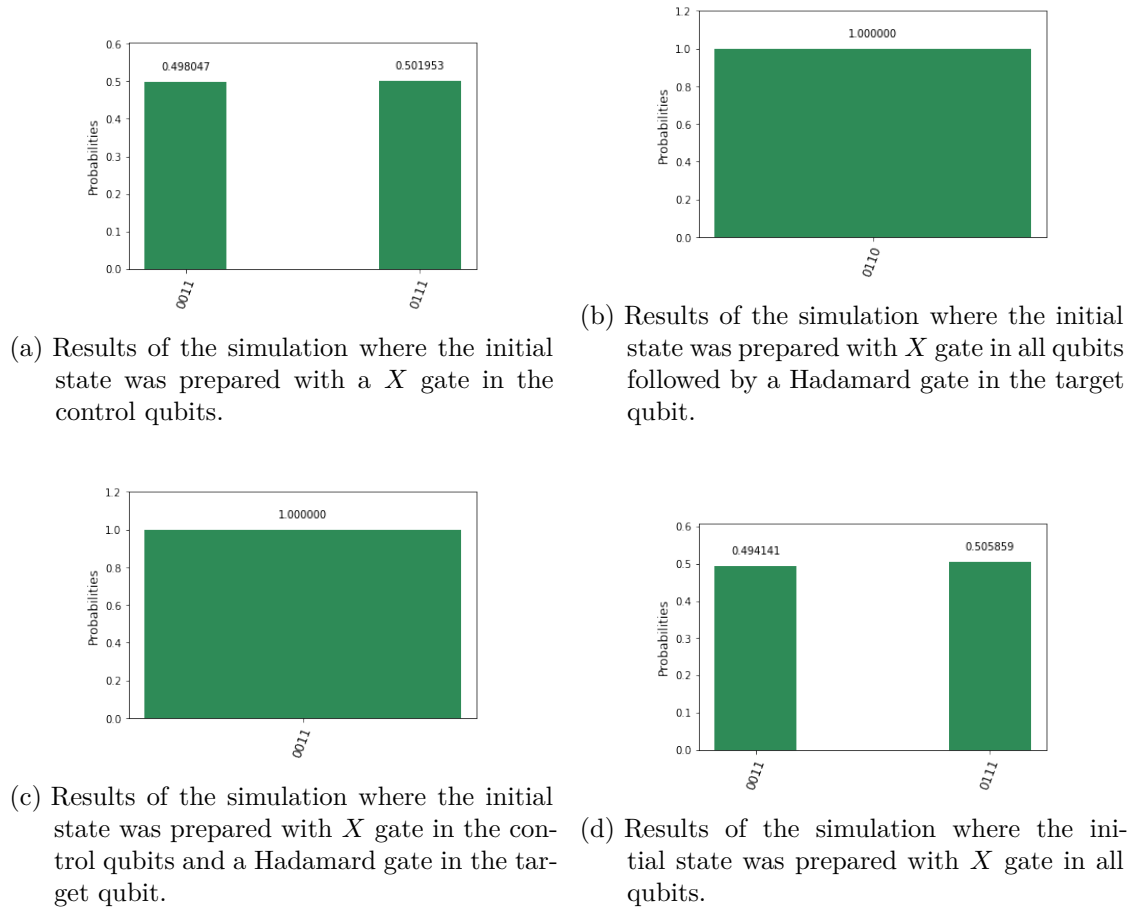 0.6
0.5
0.4
0.3
0.2
0.1
0.0
Probabilities
0.498047
0.501953
0011
0111
(a) Results of the simulation where the initial
state was prepared with a X gate in the
control qubits.
1.2
1.0
0.8
0.6
0.4
0.2
0.0
Probabilities
1.000000
0110
(b) Results of the simulation where the initial
state was prepared with X gate in all qubits
followed by a Hadamard gate in the target
qubit.
1.2
1.0
0.8
0.6
0.4
0.2
0.0
Probabilities
1.000000
0011
(c) Results of the simulation where the initial
state was prepared with X gate in the con-
trol qubits and a Hadamard gate in the tar-
get qubit.
0.6
0.5
0.4
0.3
0.2
0.1
0.0
Probabilities
0.494141
0.505859
0011
0111
(d) Results of the simulation where the ini-
tial state was prepared with X gate in all
qubits.